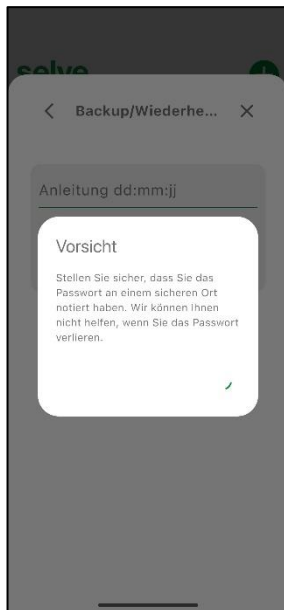 selve
Backup/Wiederhe...
Anleitung dd:mm:jj
Vorsicht
Stellen Sie sicher, dass Sie das
Passwort an einem sicheren Ort
notiert haben. Wir können Ihnen
nicht helfen, wenn Sie das Passwort
verlieren.